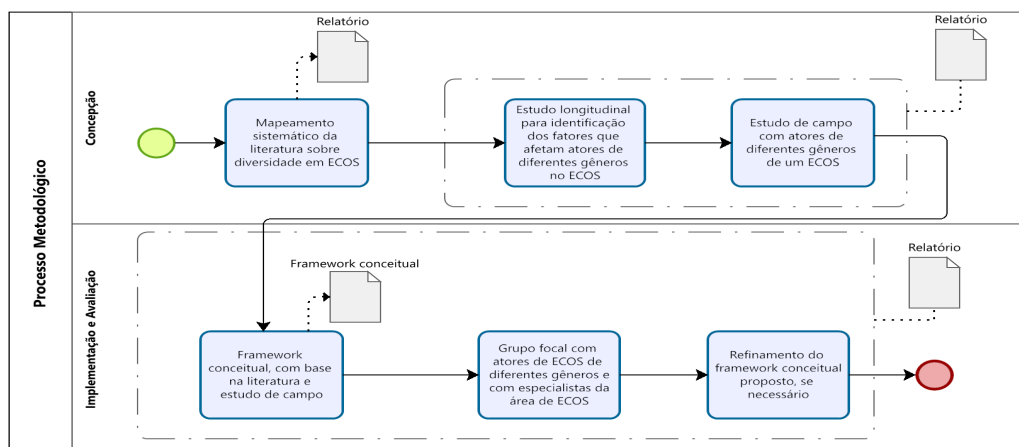 Processo Metodológico
Concepção
Relatório
Mapeamento
sistemático da
literatura sobre
diversidade em ECOS
Estudo longitudinal
para identificação
dos fatores que
afetam atores de
diferentes gêneros
no ECOS
Estudo de campo
com atores de
diferentes gêneros
de um ECOS
Relatório
Implementação e Avaliação
Framework conceitual
Framework
conceitual, com base
na literatura e
estudo de campo
Grupo focal com
atores de ECOS de
diferentes gêneros e
com especialistas da
área de ECOS
Refinamento do
framework conceitual
proposto, se
necessário
Relatório